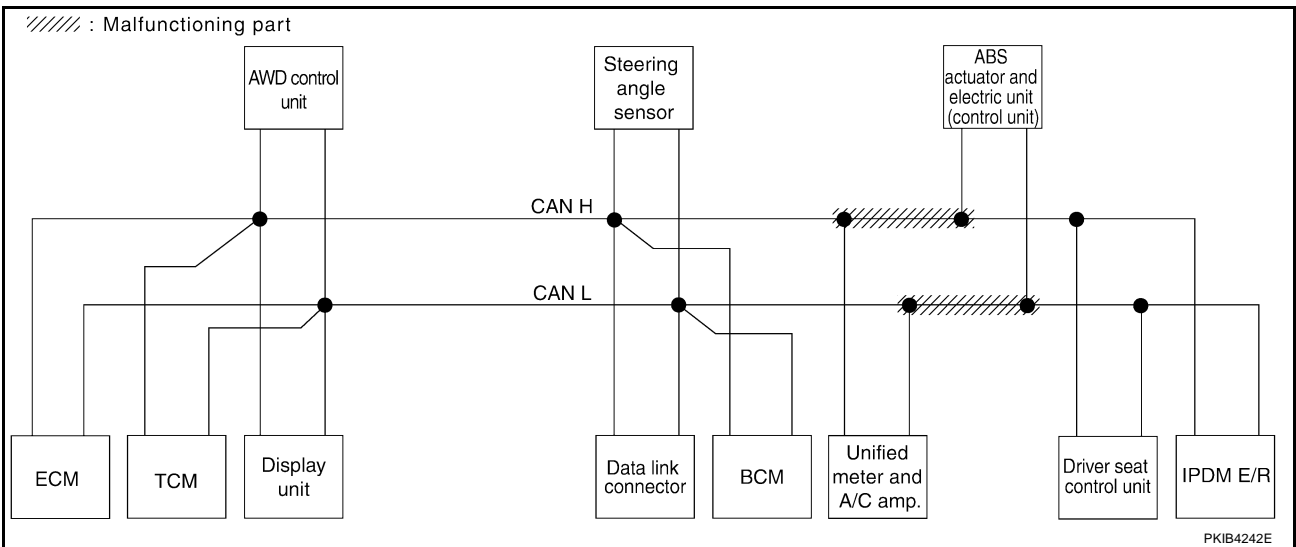 : Malfunctioning part
AWD control
unit
Steering
angle
sensor
ABS
actuator and
electric unit
(control unit)
CAN H
CAN L
ECM
TCM
Display
unit
Data link
connector
BCM
Unified
meter and
A/C amp.
Driver seat
control unit
IPDM E/R
PKIB4242E